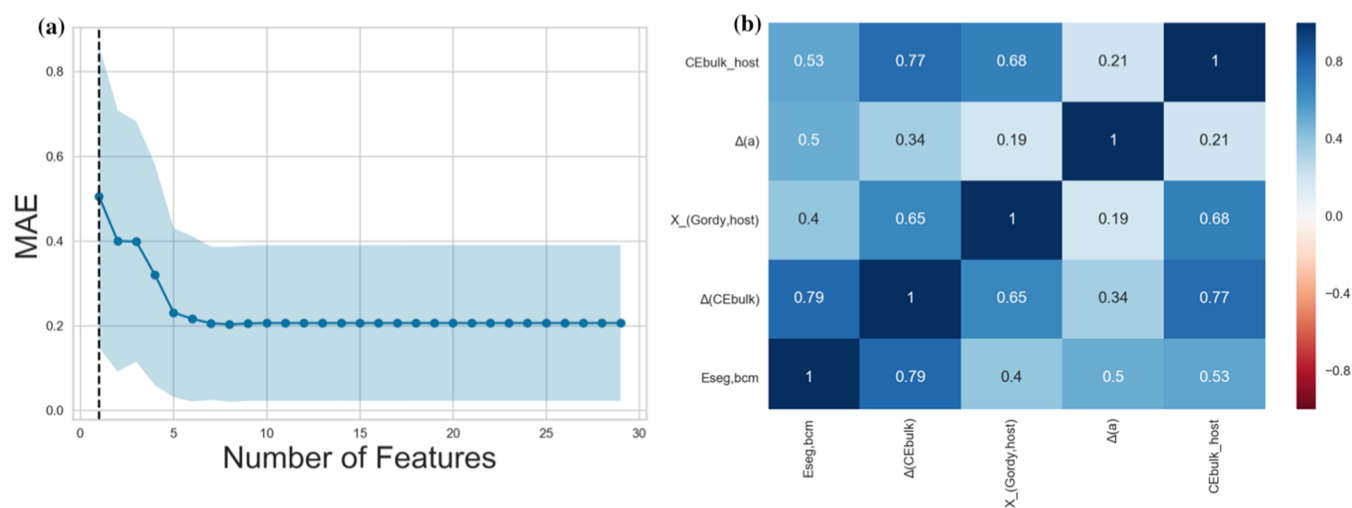 (a)
MAE
0.8
0.6
0.4
0.2
0.0
0 5 10 15 20 25 30
Number of Features
(b)
CEbulk_host 0.53 0.77 0.68 0.21 1
Δ(a) 0.5 0.34 0.19 1 0.21
X_(Gordy,host) 0.4 0.65 1 0.19 0.68
Δ(CEbulk) 0.79 1 0.65 0.34 0.77
Eseg,bcm 1 0.79 0.4 0.5 0.53
Eseg,bcm
Δ(CEbulk)
X_(Gordy,host)
Δ(a)
CEbulk_host
0.8
0.4
0.0
−0.4
−0.8